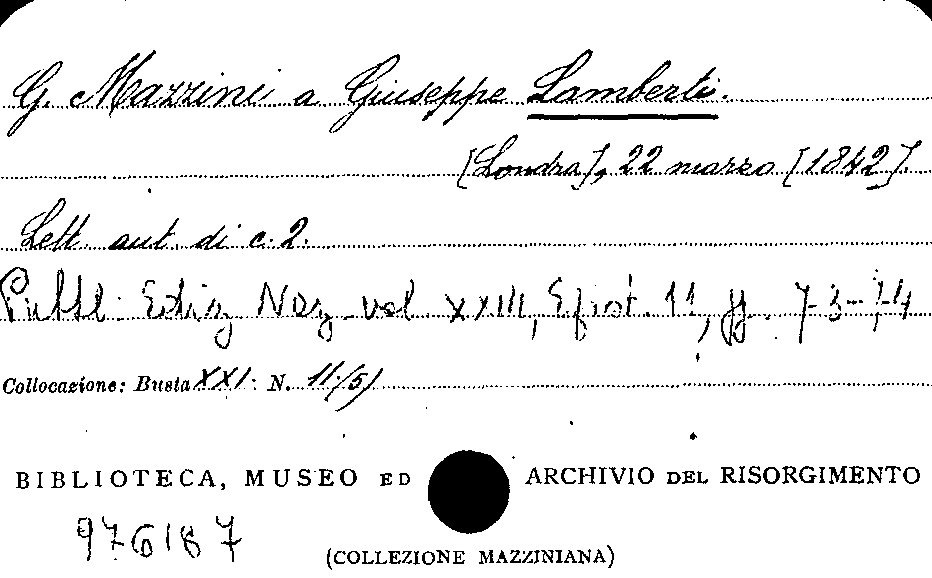 G. Mazzini a Giuseppe Lamberti.
[Londra], 22 marzo [1842].
Lett. aut. di c. 2.
Pubbl. Ediz Naz. vol XXIII, Epist. 11, pp. 73-74
Collocazione: Busta XXI. N. 11/5)
BIBLIOTECA, MUSEO ED ARCHIVIO DEL RISORGIMENTO
976187
(COLLEZIONE MAZZINIANA)